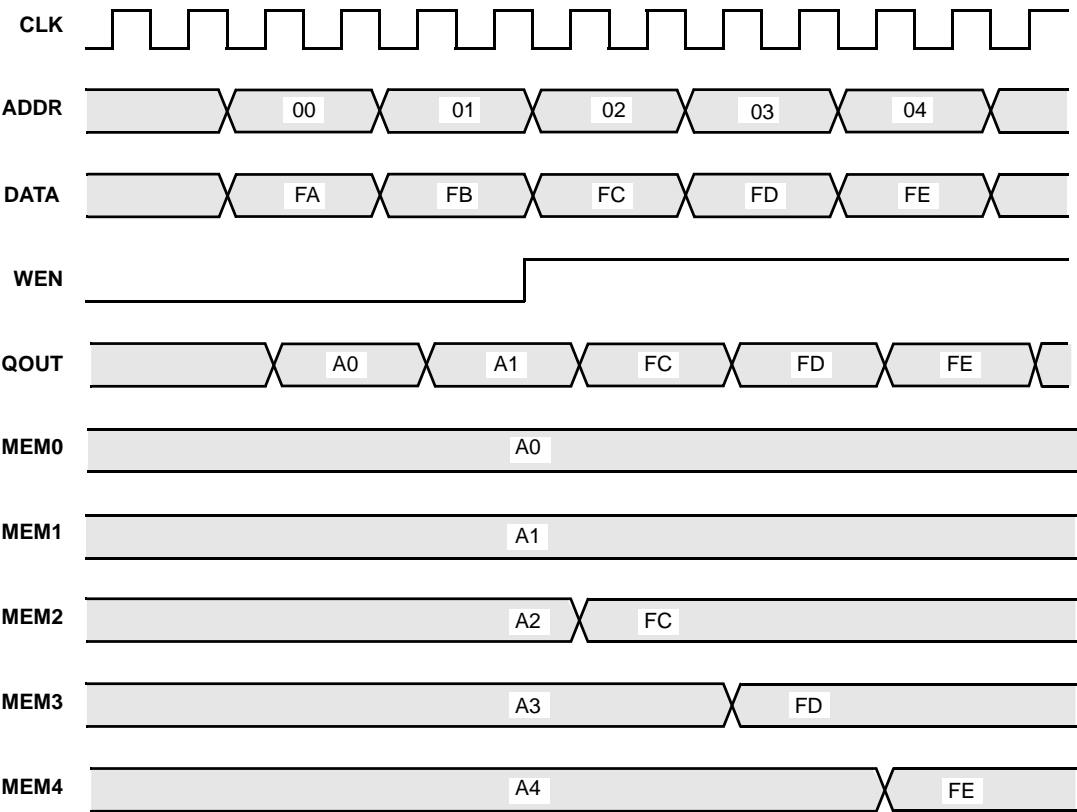 CLK
ADDR 00 01 02 03 04
DATA FA FB FC FD FE
WEN
QOUT A0 A1 FC FD FE
MEM0 A0
MEM1 A1
MEM2 A2 FC
MEM3 A3 FD
MEM4 A4 FE